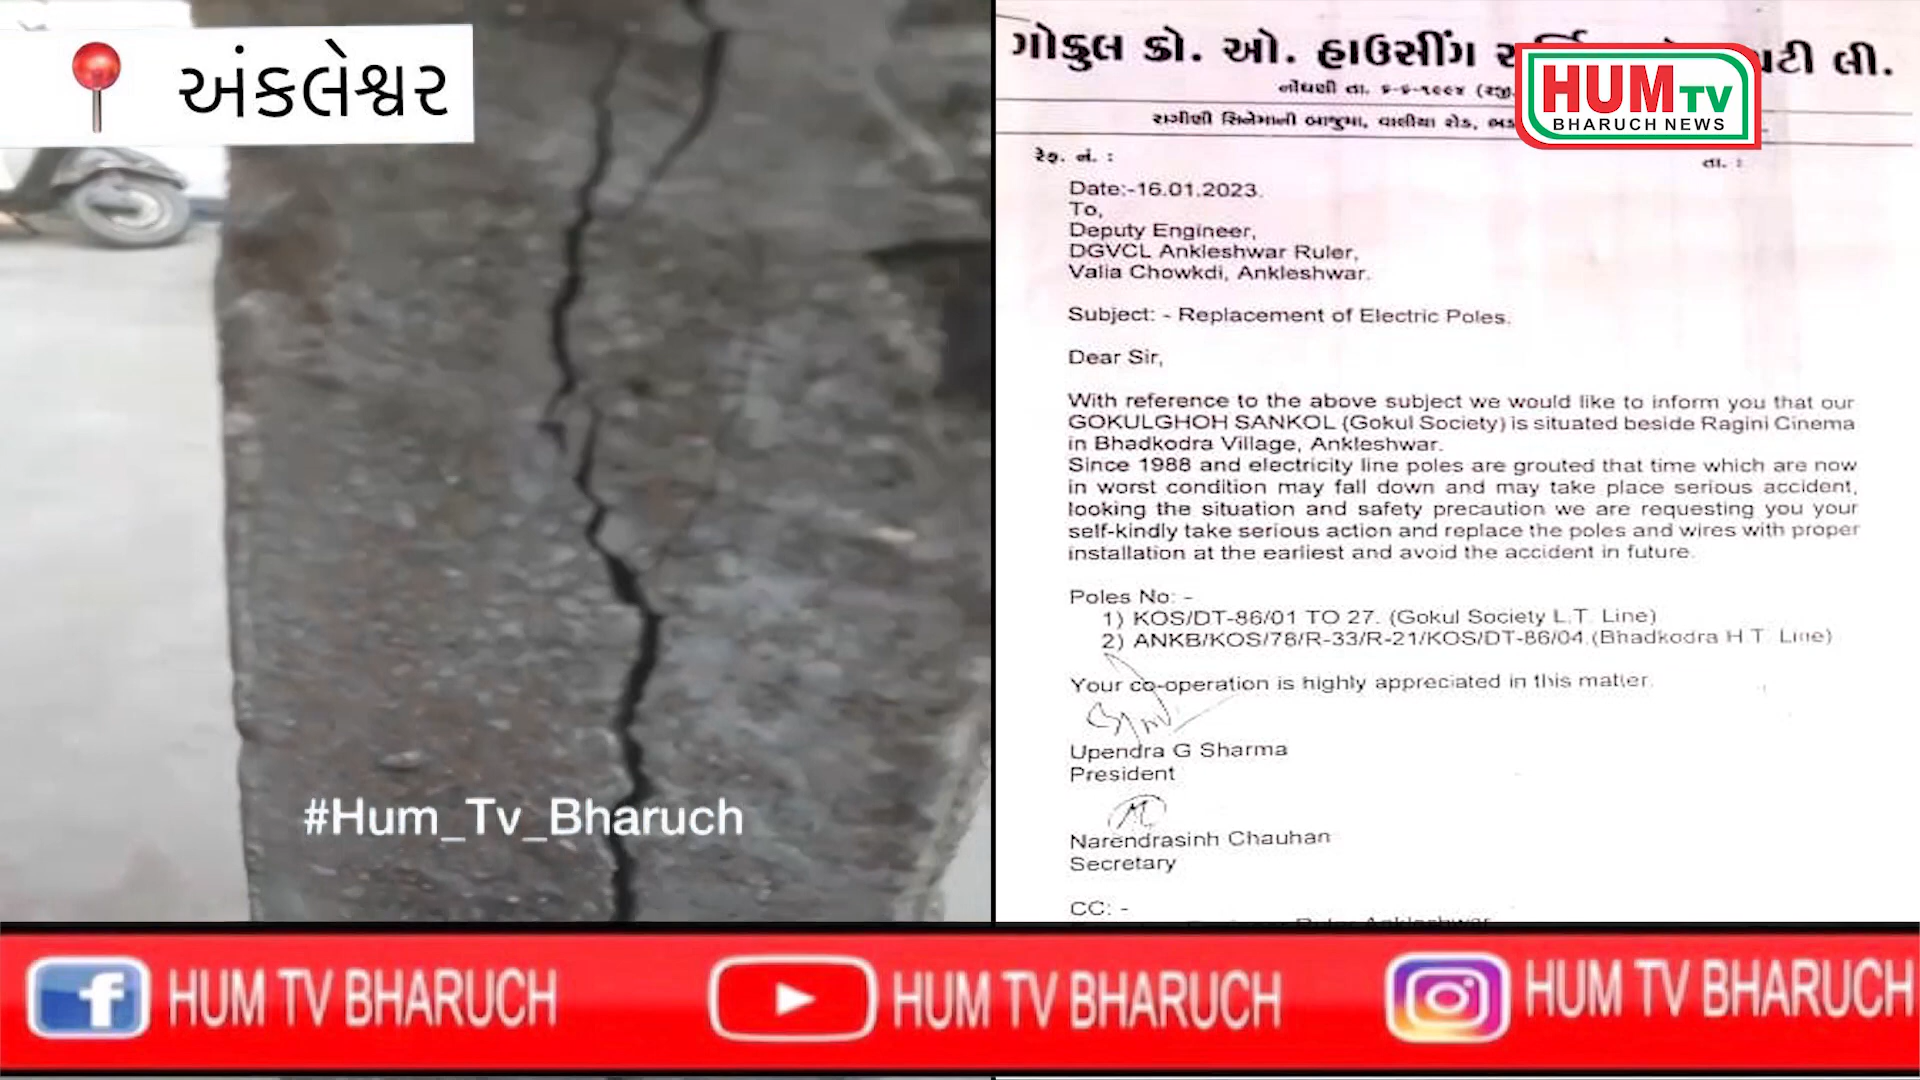 અંકલેશ્વર
#Hum_Tv_Bharuch
ગોકુલ કો. ઓ. હાઉસીંગ
લી.
નોંધણી તા. ૬-૬-૧૯૯૪
રાગીણી સિનેમાની બાજુમા, વાલીયા રોડ,
રેફ. નં. :
તા. :
HUM TV
BHARUCH NEWS
Date:-16.01.2023.
To,
Deputy Engineer,
DGVCL Ankleshwar Ruler,
Valia Chowkdi, Ankleshwar.
Subject: - Replacement of Electric Poles.
Dear Sir,
With reference to the above subject we would like to inform you that our
GOKULGHOH SANKOL (Gokul Society) is situated beside Ragini Cinema
in Bhadkodra Village, Ankleshwar.
Since 1988 and electricity line poles are grouted that time which are now
in worst condition may fall down and may take place serious accident,
looking the situation and safety precaution we are requesting you your
self-kindly take serious action and replace the poles and wires with proper
installation at the earliest and avoid the accident in future.
Poles No: -
1) KOS/DT-86/01 TO 27. (Gokul Society L.T. Line)
2) ANKB/KOS/78/R-33/R-21/KOS/DT-86/04.(Bhadkodra H.T. Line)
Your co-operation is highly appreciated in this matter.
Upendra G Sharma
President
Narendrasinh Chauhan
Secretary
CC: -
HUM TV BHARUCH
HUM TV BHARUCH
HUM TV BHARUCH